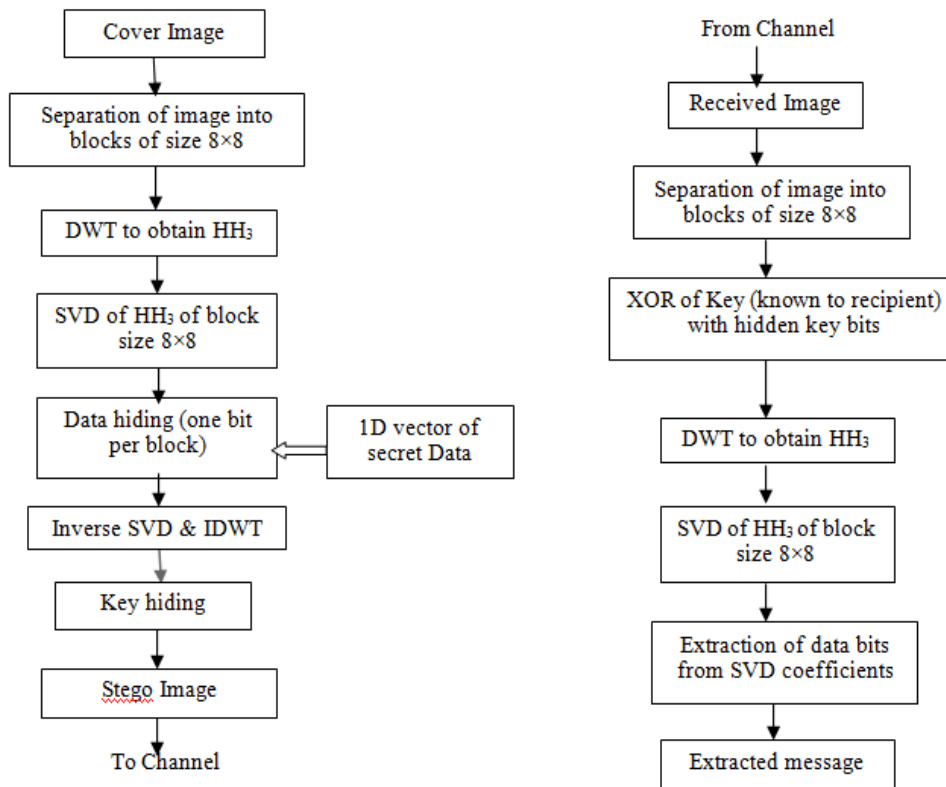 Cover Image
Separation of image into
blocks of size 8×8
DWT to obtain HH₃
SVD of HH₃ of block
size 8×8
Data hiding (one bit
per block)
1D vector of
secret Data
Inverse SVD & IDWT
Key hiding
Stego Image
To Channel
From Channel
Received Image
Separation of image into
blocks of size 8×8
XOR of Key (known to recipient)
with hidden key bits
DWT to obtain HH₃
SVD of HH₃ of block
size 8×8
Extraction of data bits
from SVD coefficients
Extracted message